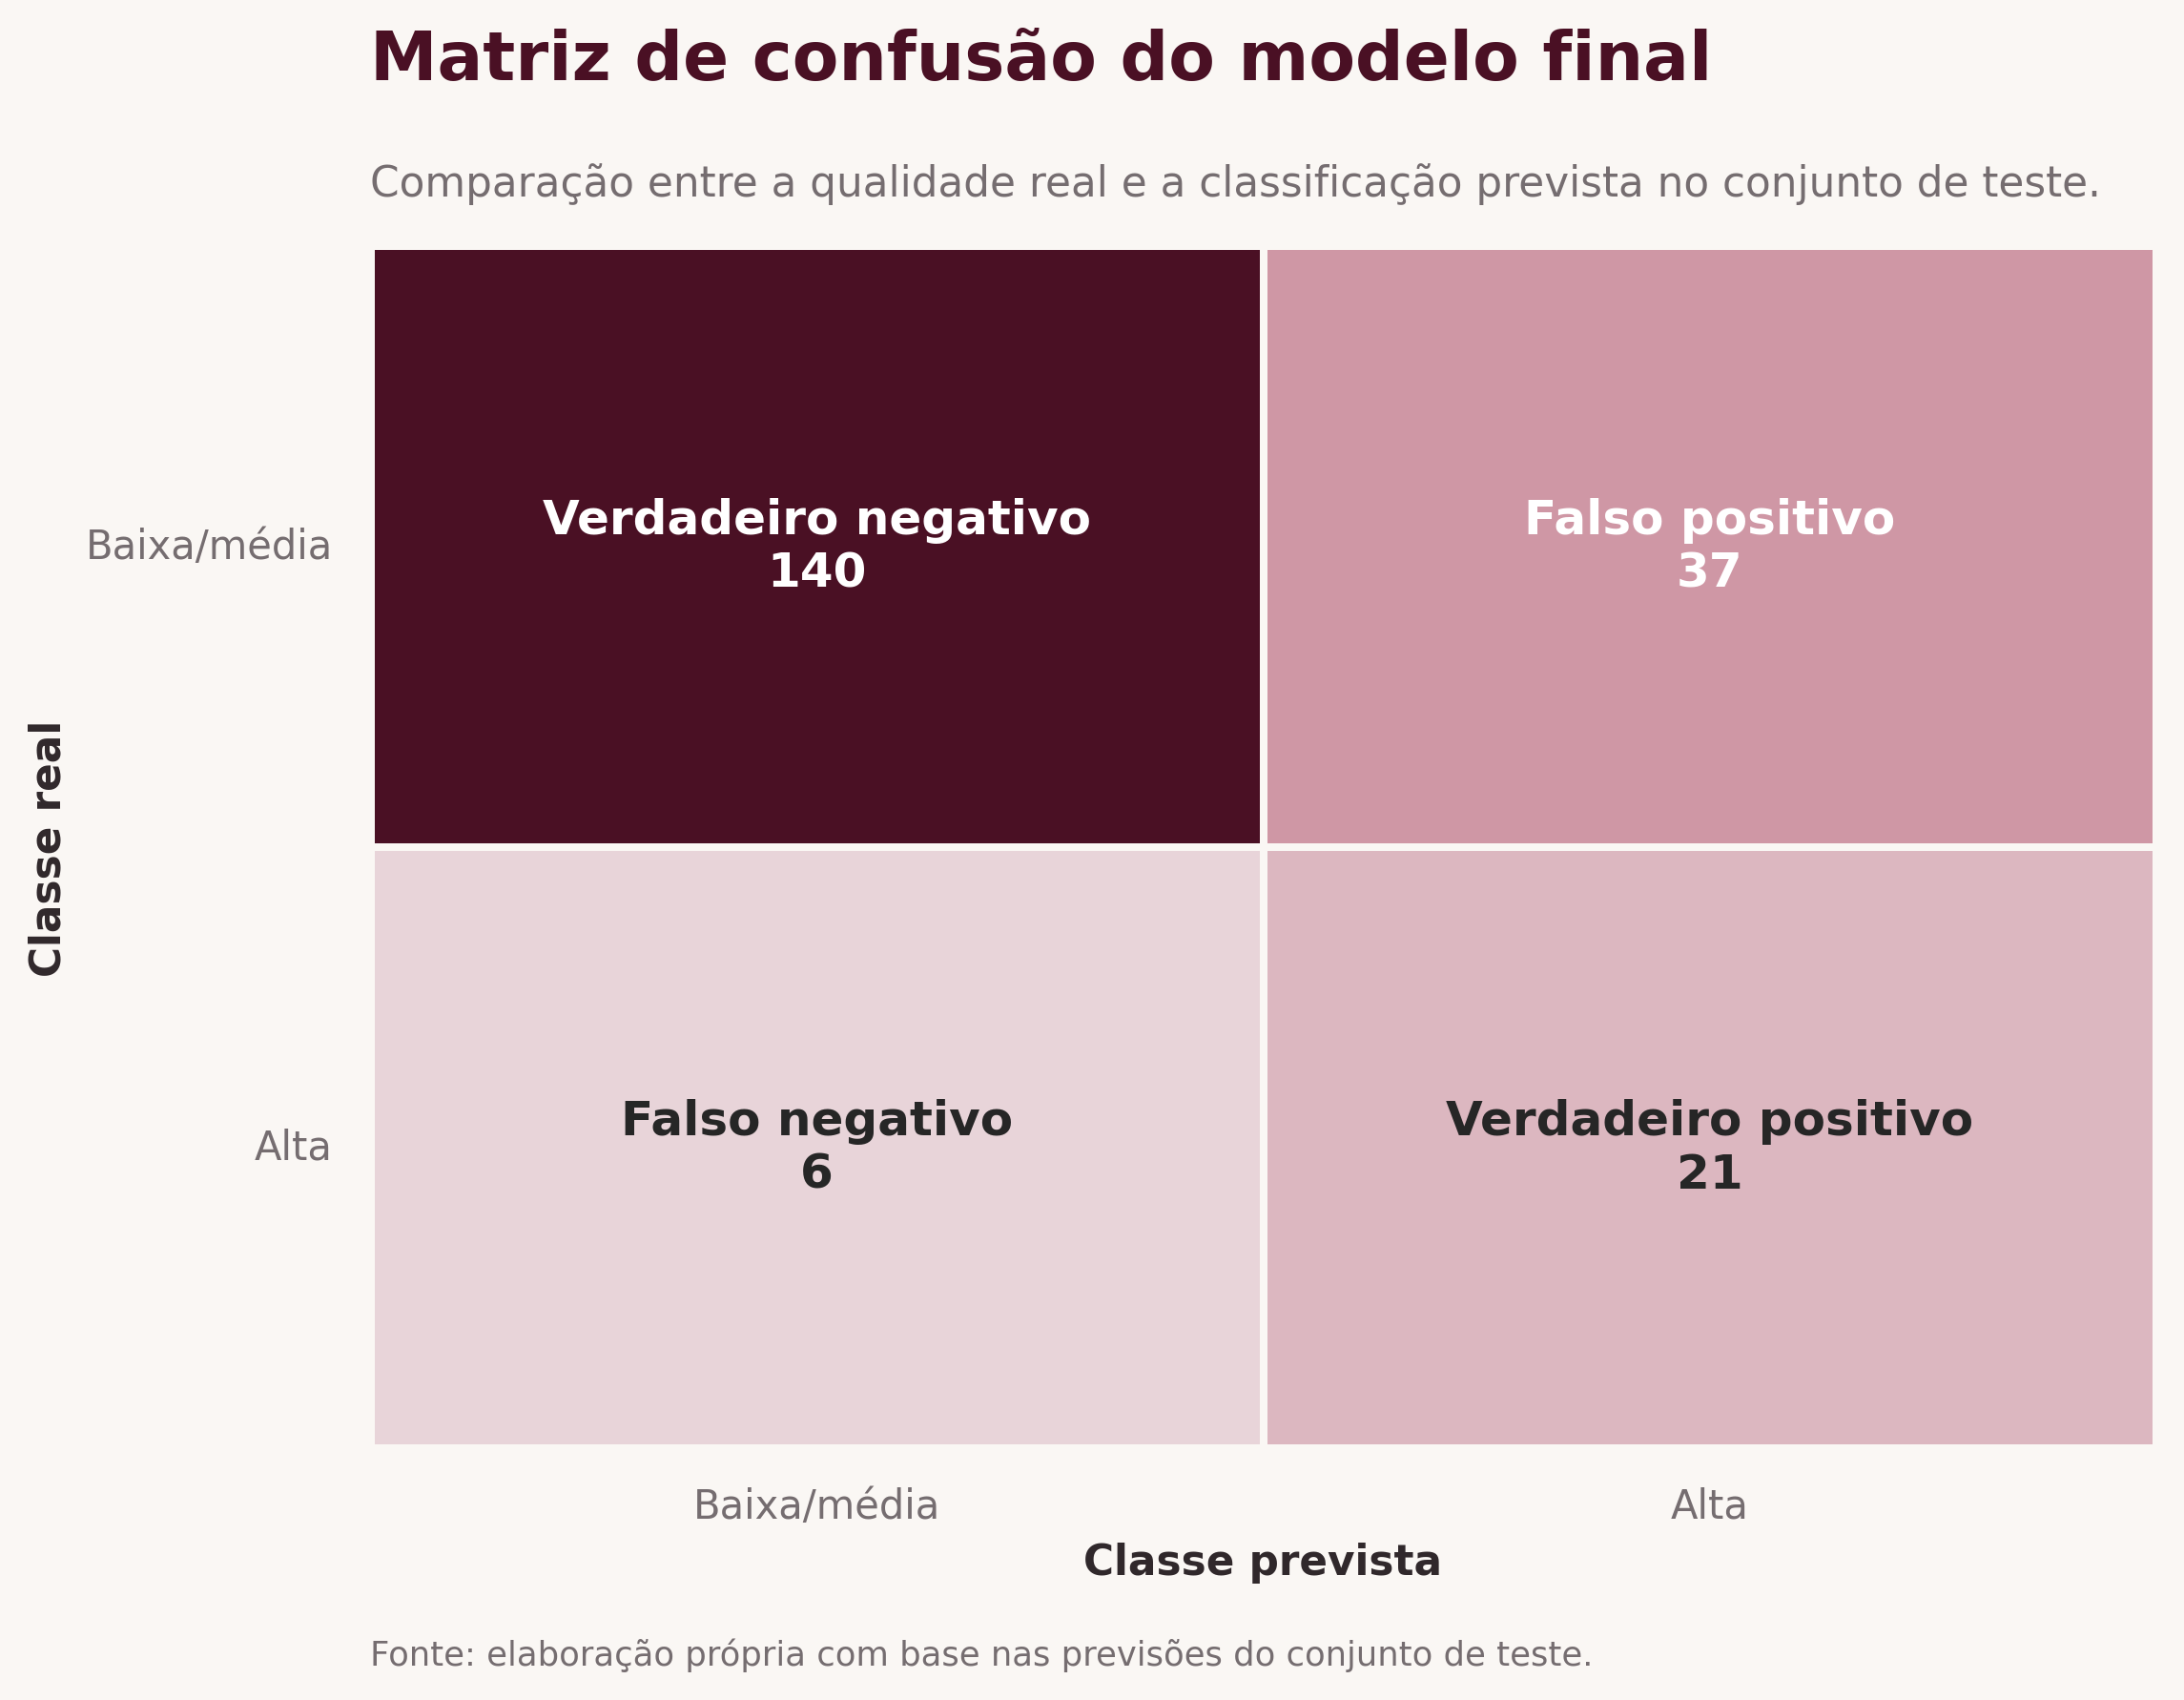 Matriz de confusão do modelo final
Comparação entre a qualidade real e a classificação prevista no conjunto de teste.
Classe real
Baixa/média
Verdadeiro negativo
140
Falso positivo
37
Alta
Falso negativo
6
Verdadeiro positivo
21
Baixa/média
Alta
Classe prevista
Fonte: elaboração própria com base nas previsões do conjunto de teste.